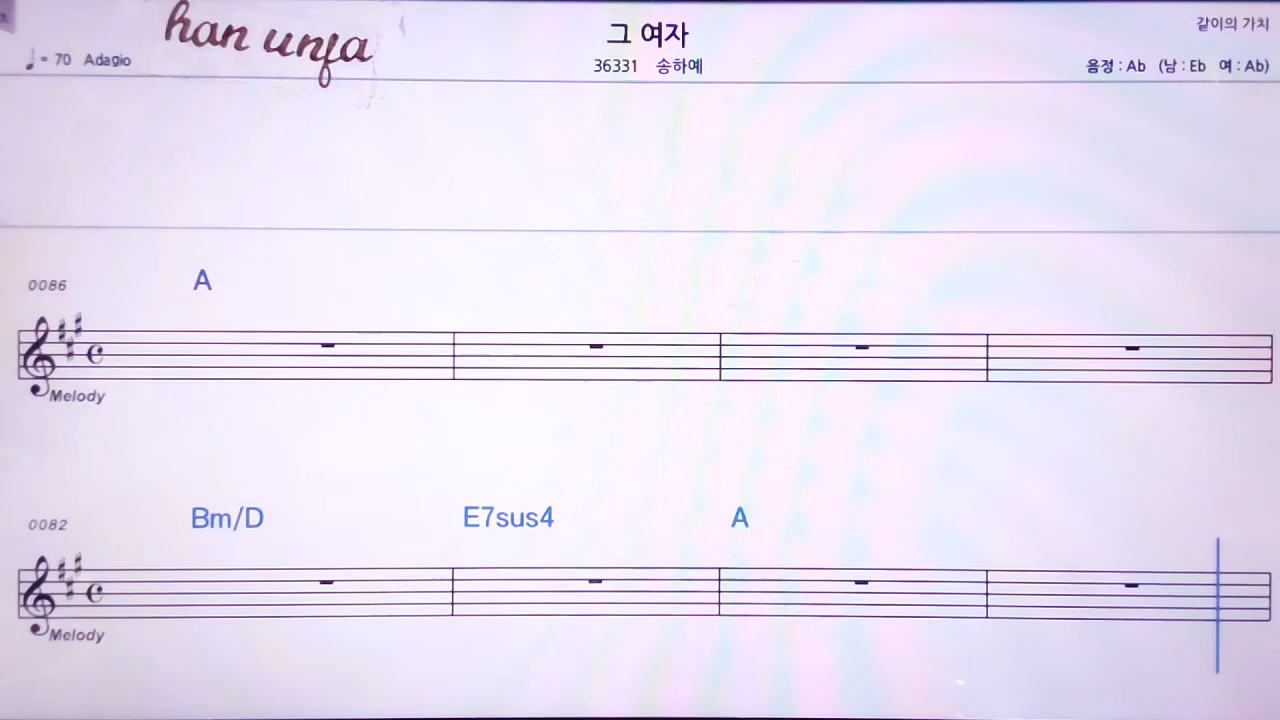 han unja
그 여자
같이의 가치
♩= 70 Adagio
36331 송하예
음정 : Ab (남 : Eb 여 : Ab)
0086 A
Melody
0082 Bm/D E7sus4 A
Melody